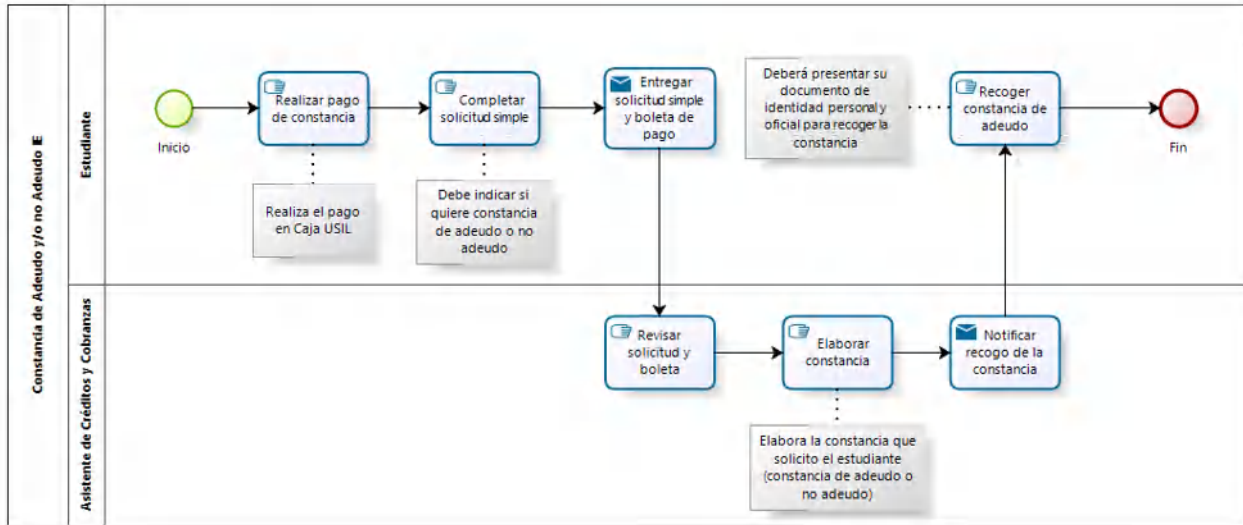 Constancia de Adeudo y/o no Adeudo IE
Estudiante
Inicio
Realizar pago
de constancia
Realiza el pago
en Caja USIL
Completar
solicitud simple
Debe indicar si
quiere constancia
de adeudo o no
adeudo
Entregar
solicitud simple
y boleta de
pago
Deberá presentar su
documento de
identidad personal y
oficial para recoger la
constancia
Recoger
constancia de
adeudo
Fin
Asistente de Créditos y Cobranzas
Revisar
solicitud y
boleta
Elaborar
constancia
Elabora la constancia que
solicito el estudiante
(constancia de adeudo o
no adeudo)
Notificar
recogo de la
constancia